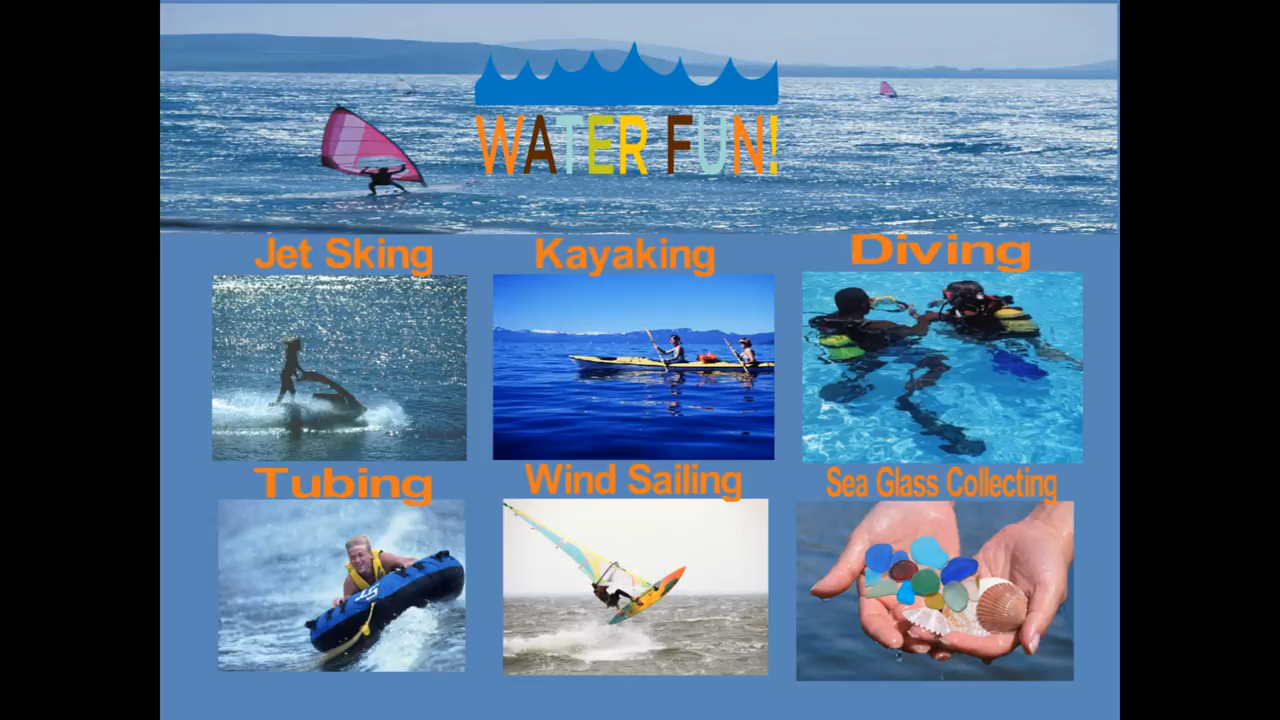 WATER FUN!
Jet Sking
Kayaking
Diving
Tubing
Wind Sailing
Sea Glass Collecting